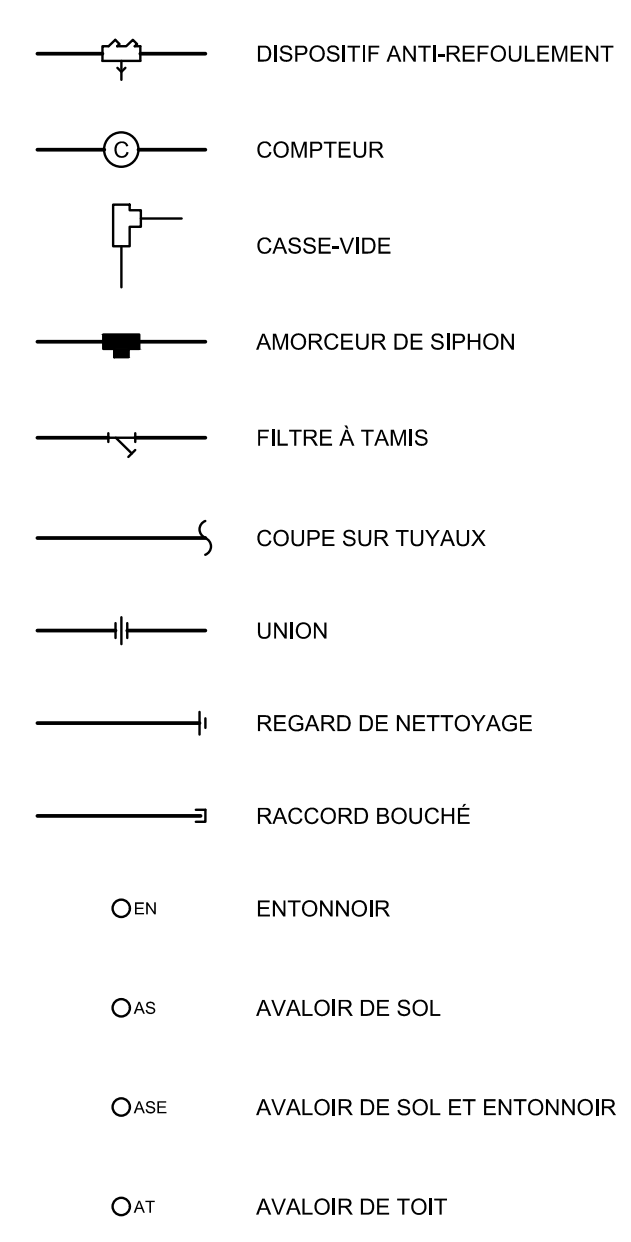 DISPOSITIF ANTI-REFOULEMENT
C COMPTEUR
CASSE-VIDE
AMORCEUR DE SIPHON
FILTRE À TAMIS
COUPE SUR TUYAUX
UNION
REGARD DE NETTOYAGE
RACCORD BOUCHÉ
EN ENTONNOIR
AS AVALOIR DE SOL
ASE AVALOIR DE SOL ET ENTONNOIR
AT AVALOIR DE TOIT